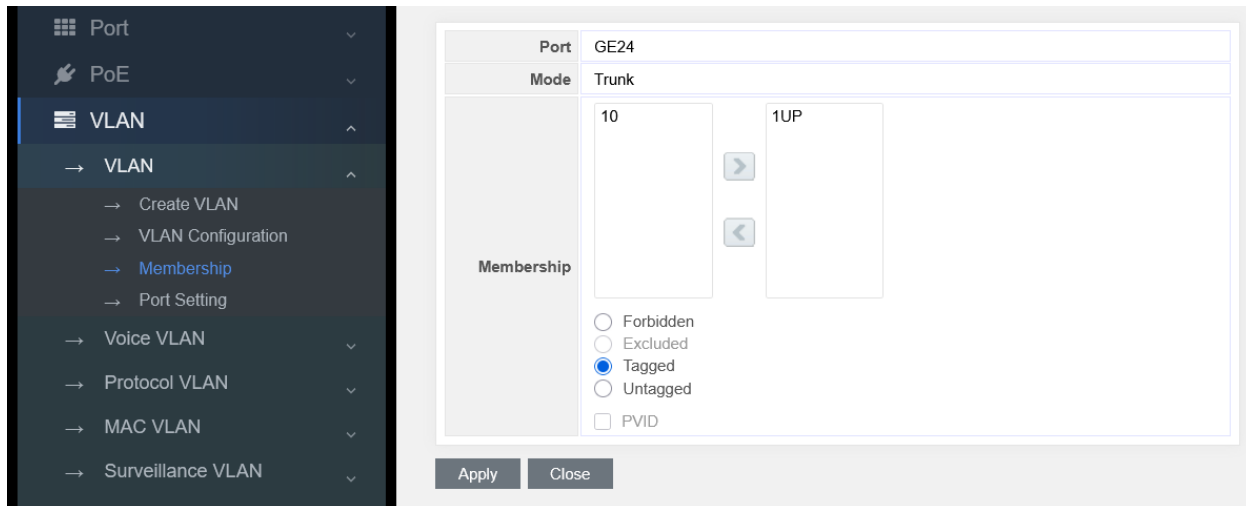 Port
PoE
VLAN
→ VLAN
→ Create VLAN
→ VLAN Configuration
→ Membership
→ Port Setting
→ Voice VLAN
→ Protocol VLAN
→ MAC VLAN
→ Surveillance VLAN
Port GE24
Mode Trunk
Membership
10 1UP
Forbidden
Excluded
Tagged
Untagged
PVID
Apply Close